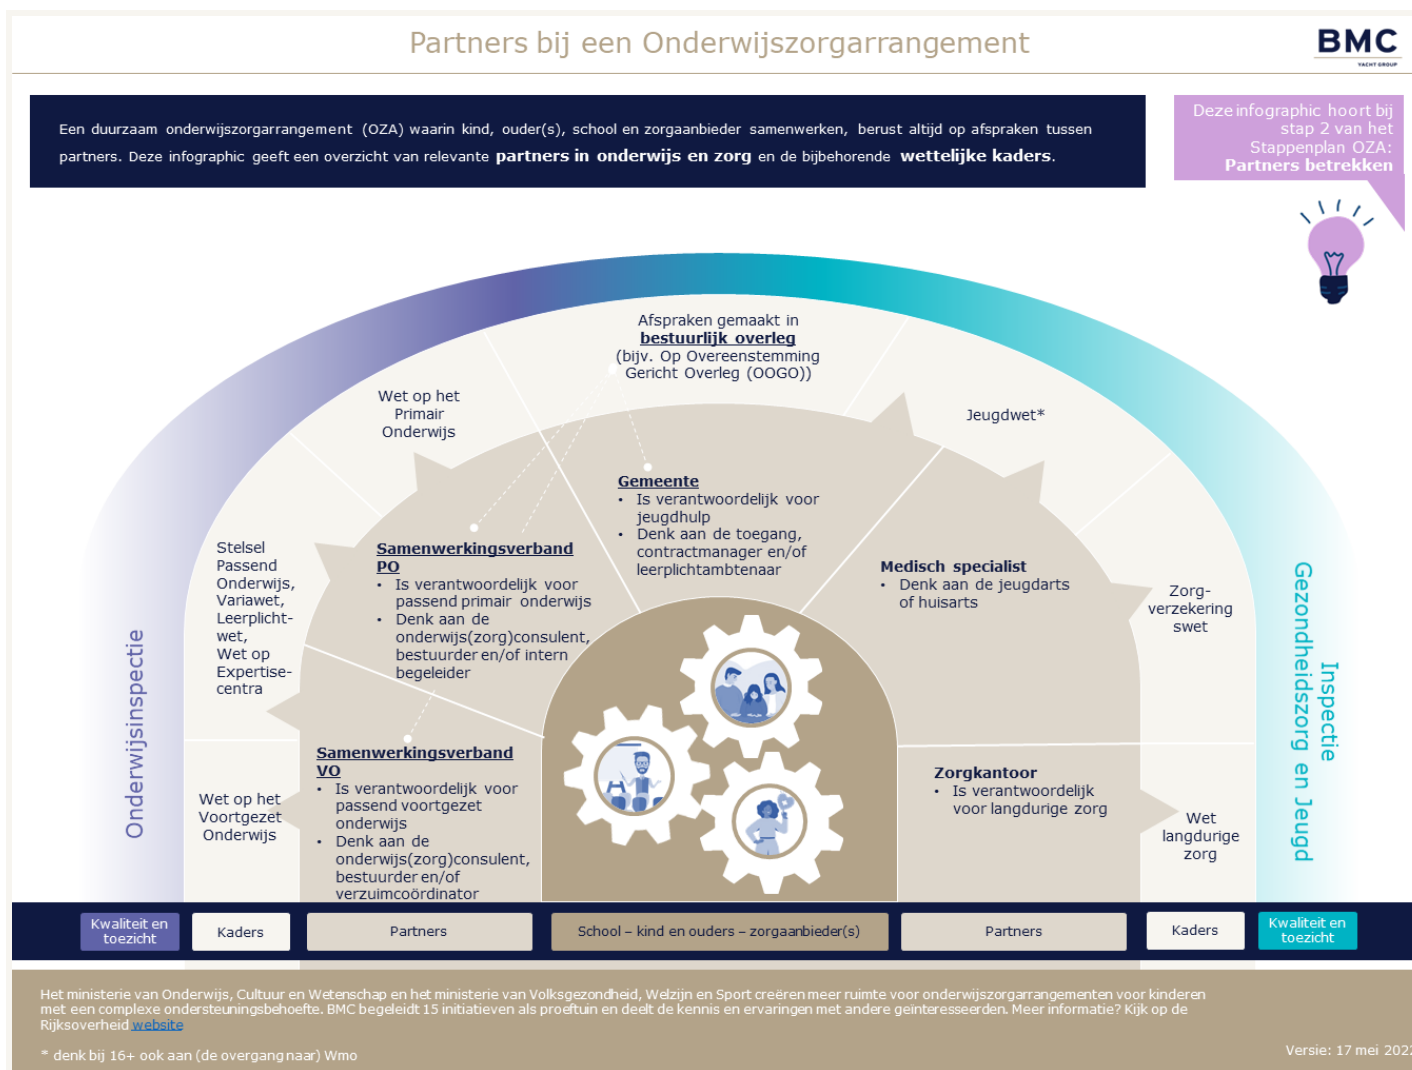 Partners bij een Onderwijszorgarrangement
BMC
YACHT GROUP
Een duurzaam onderwijszorgarrangement (OZA) waarin kind, ouder(s), school en zorgaanbieder samenwerken, berust altijd op afspraken tussen
partners. Deze infographic geeft een overzicht van relevante partners in onderwijs en zorg en de bijbehorende wettelijke kaders.
Deze infographic hoort bij
stap 2 van het
Stappenplan OZA:
Partners betrekken
Afspraken gemaakt in
bestuurlijk overleg
(bijv. Op Overeenstemming
Gericht Overleg (OOGO))
Wet op het
Primair
Onderwijs
Jeugdwet*
Gemeente
• Is verantwoordelijk voor
jeugdhulp
• Denk aan de toegang,
contractmanager en/of
leerplichtambtenaar
Stelsel
Passend
Onderwijs,
Variawet,
Leerplicht-
wet,
Wet op
Expertise-
centra
Samenwerkingsverband
PO
• Is verantwoordelijk voor
passend primair onderwijs
• Denk aan de
onderwijs(zorg)consulent,
bestuurder en/of intern
begeleider
Medisch specialist
• Denk aan de jeugdarts
of huisarts
Zorg-
verzekering
swet
Onderwijsinspectie
Inspectie
Gezondheidszorg en Jeugd
Samenwerkingsverband
VO
• Is verantwoordelijk voor
passend voortgezet
onderwijs
• Denk aan de
onderwijs(zorg)consulent,
bestuurder en/of
verzuimcoördinator
Wet op het
Voortgezet
Onderwijs
Zorgkantoor
• Is verantwoordelijk
voor langdurige zorg
Wet
langdurige
zorg
Kwaliteit en
toezicht
Kaders
Partners
School – kind en ouders – zorgaanbieder(s)
Partners
Kaders
Kwaliteit en
toezicht
Het ministerie van Onderwijs, Cultuur en Wetenschap en het ministerie van Volksgezondheid, Welzijn en Sport creëren meer ruimte voor onderwijszorgarrangementen voor kinderen
met een complexe ondersteuningsbehoefte. BMC begeleidt 15 initiatieven als proeftuin en deelt de kennis en ervaringen met andere geïnteresseerden. Meer informatie? Kijk op de
Rijksoverheid website
* denk bij 16+ ook aan (de overgang naar) Wmo
Versie: 17 mei 2022